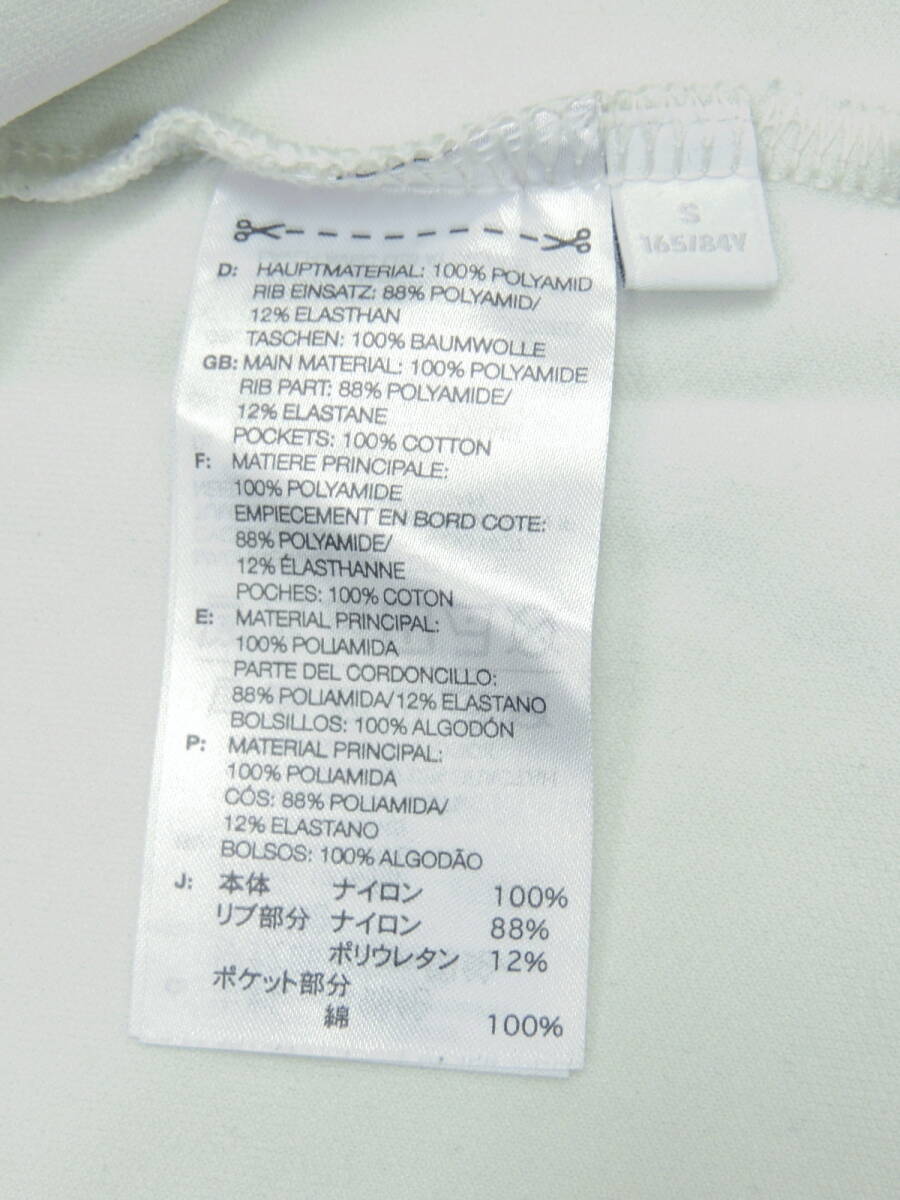 S
165/84Y
D: HAUPTMATERIAL: 100% POLYAMID
RIB EINSATZ: 88% POLYAMID/
12% ELASTHAN
TASCHEN: 100% BAUMWOLLE
GB: MAIN MATERIAL: 100% POLYAMIDE
RIB PART: 88% POLYAMIDE/
12% ELASTANE
POCKETS: 100% COTTON
F: MATIERE PRINCIPALE:
100% POLYAMIDE
EMPIECEMENT EN BORD COTE:
88% POLYAMIDE/
12% ÉLASTHANNE
POCHES: 100% COTON
E: MATERIAL PRINCIPAL:
100% POLIAMIDA
PARTE DEL CORDONCILLO:
88% POLIAMIDA/12% ELASTANO
BOLSILLOS: 100% ALGODÓN
P: MATERIAL PRINCIPAL:
100% POLIAMIDA
CÓS: 88% POLIAMIDA/
12% ELASTANO
BOLSOS: 100% ALGODÃO
J: 本体 ナイロン 100%
リブ部分 ナイロン 88%
ポリウレタン 12%
ポケット部分
綿 100%